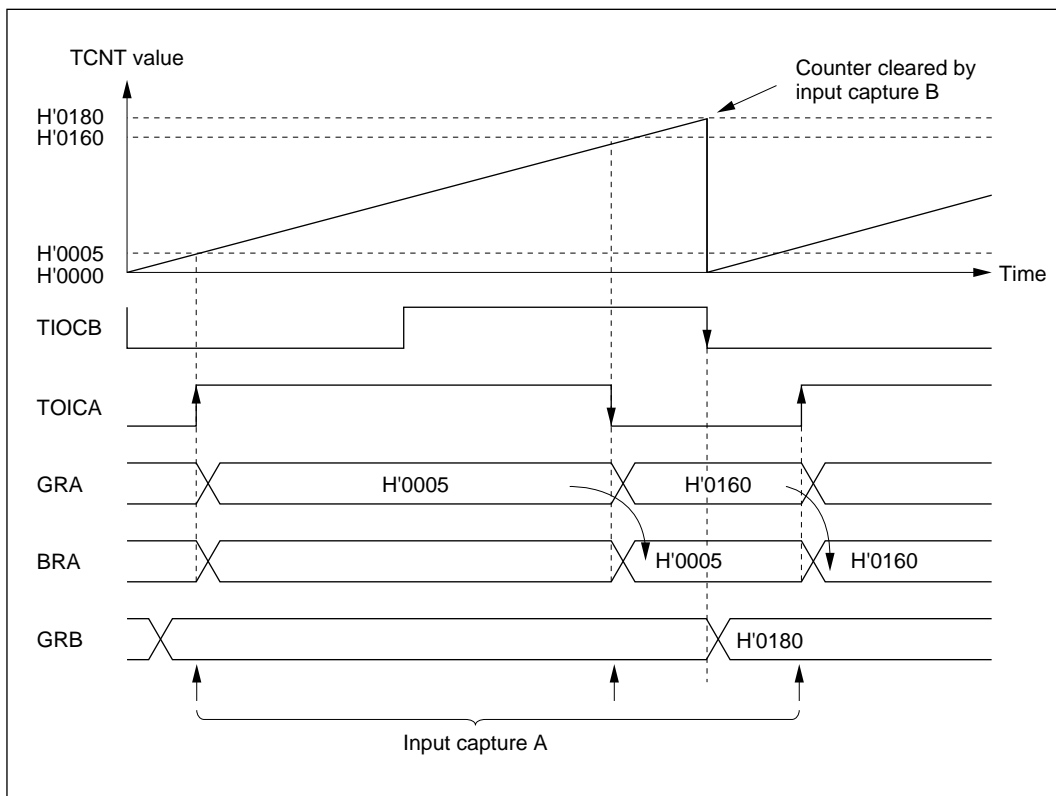 TCNT value
Counter cleared by
input capture B
H'0180
H'0160
H'0005
H'0000
Time
TIOCB
TOICA
GRA
H'0005
H'0160
BRA
H'0005
H'0160
GRB
H'0180
Input capture A